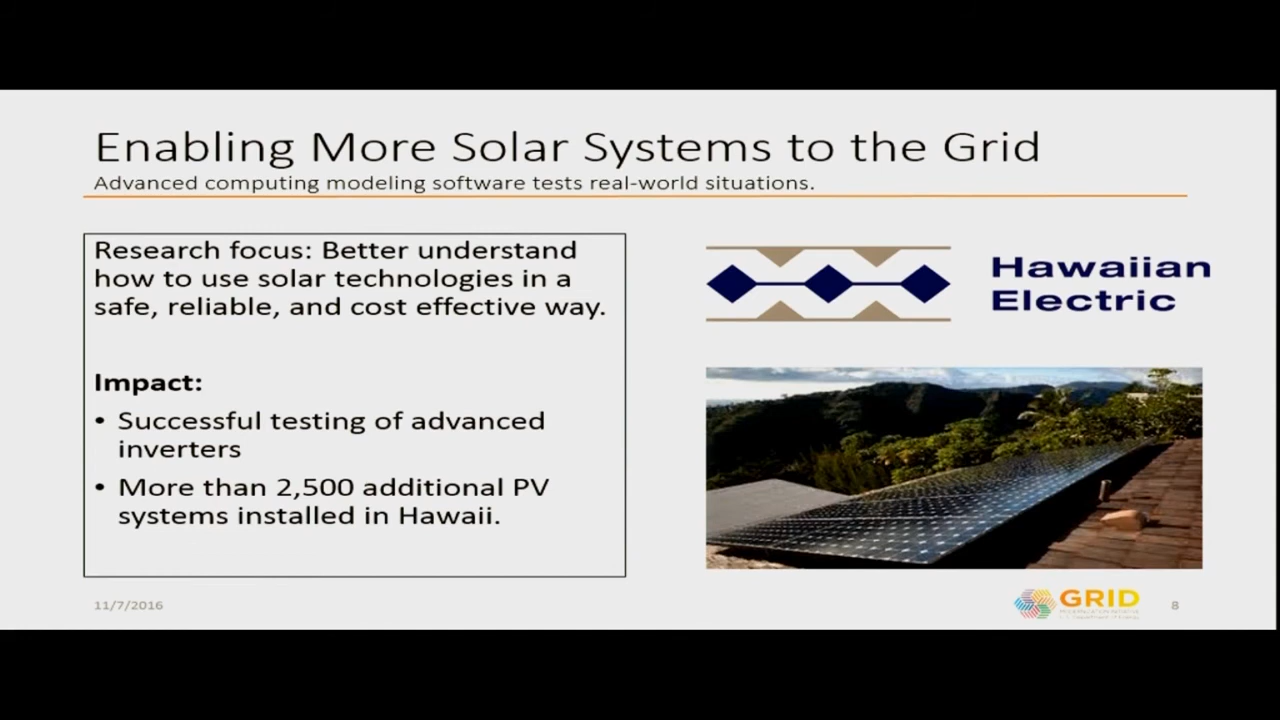 Enabling More Solar Systems to the Grid
Advanced computing modeling software tests real-world situations.
Research focus: Better understand
how to use solar technologies in a
safe, reliable, and cost effective way.
Impact:
• Successful testing of advanced
inverters
• More than 2,500 additional PV
systems installed in Hawaii.
Hawaiian
Electric
11/7/2016
GRID
8